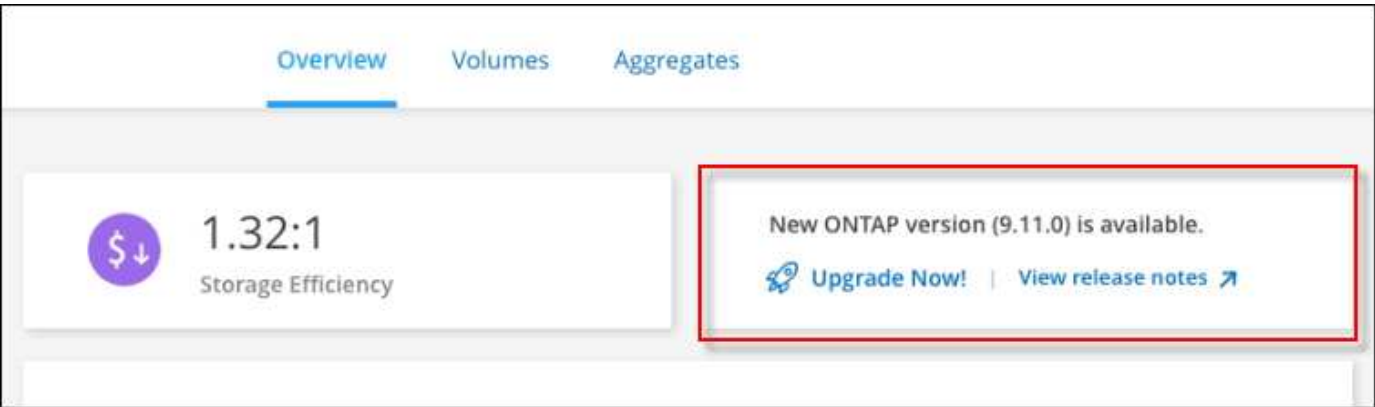 Overview Volumes Aggregates
1.32:1
Storage Efficiency
New ONTAP version (9.11.0) is available.
Upgrade Now! | View release notes